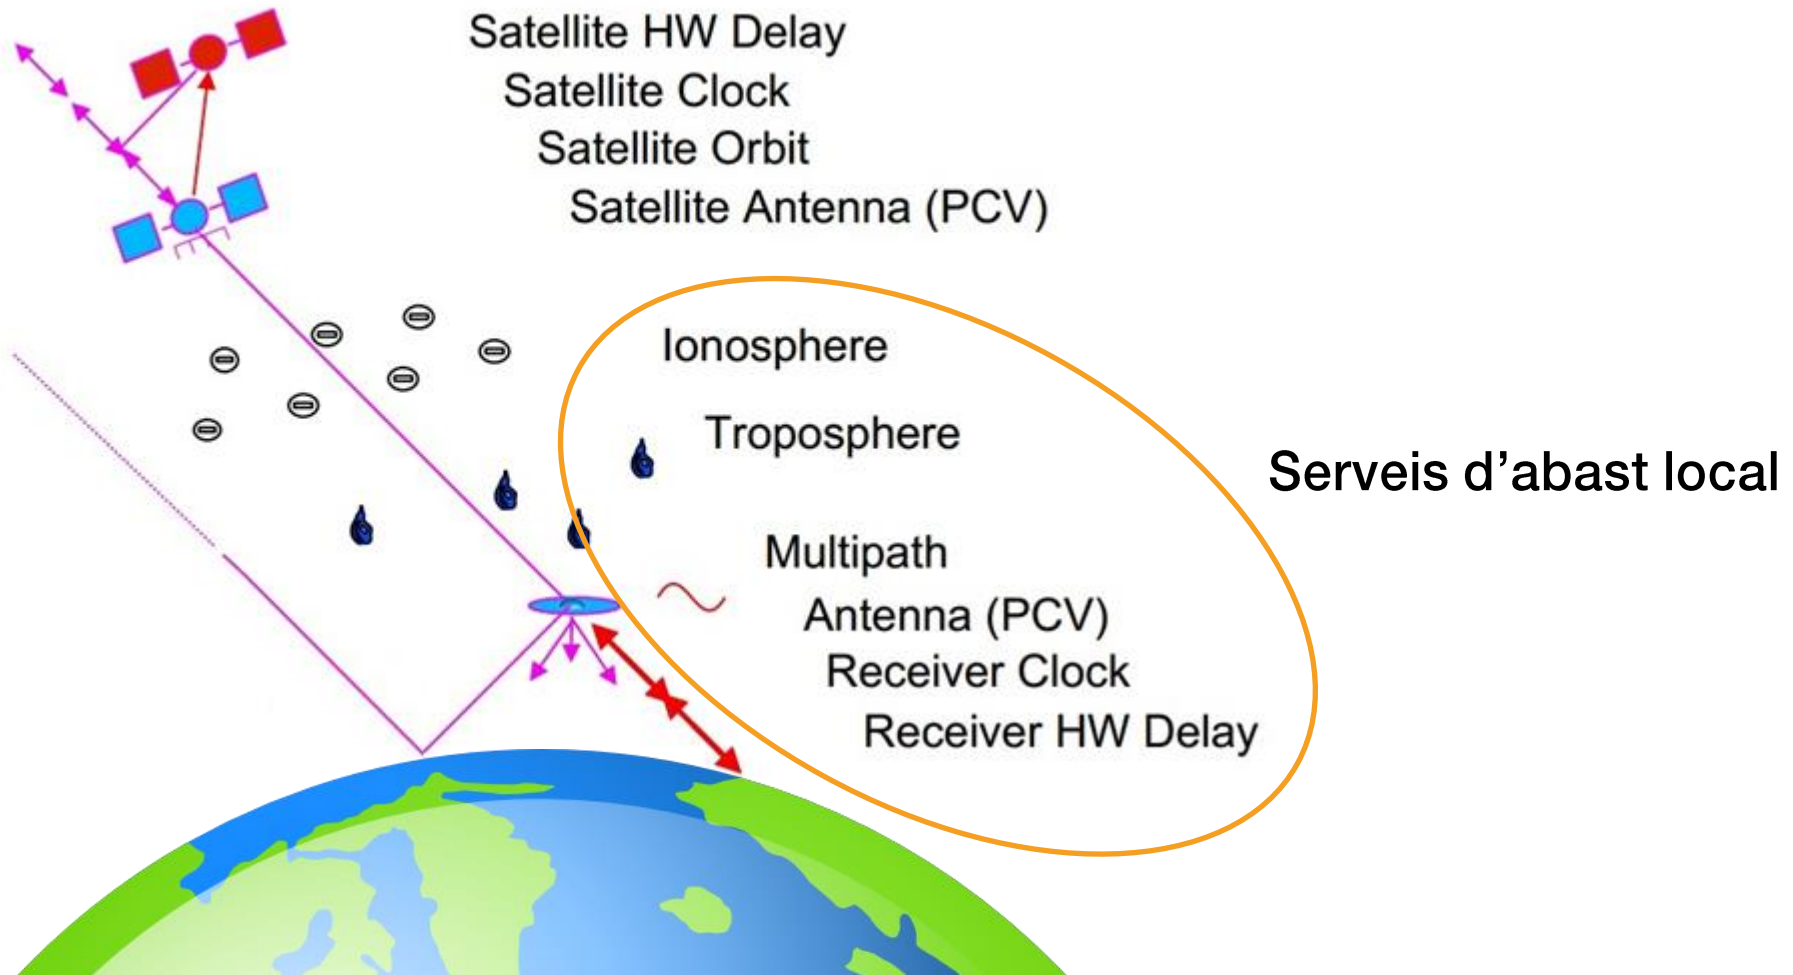 Satellite HW Delay
Satellite Clock
Satellite Orbit
Satellite Antenna (PCV)
Ionosphere
Troposphere
Serveis d’abast local
Multipath
Antenna (PCV)
Receiver Clock
Receiver HW Delay